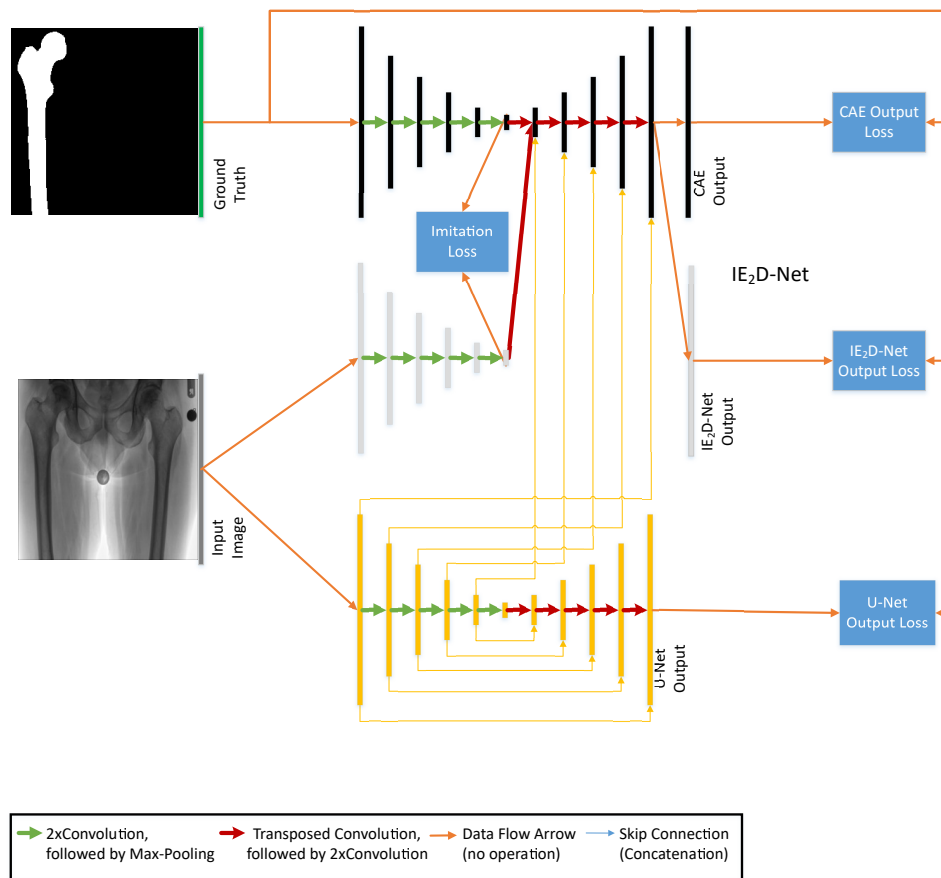 Ground
Truth
CAE
Output
CAE Output
Loss
Imitation
Loss
IE₂D-Net
IE₂D-Net
Output
IE₂D-Net
Output Loss
Input
Image
U-Net
Output
U-Net
Output Loss
2xConvolution,
followed by Max-Pooling
Transposed Convolution,
followed by 2xConvolution
Data Flow Arrow
(no operation)
Skip Connection
(Concatenation)